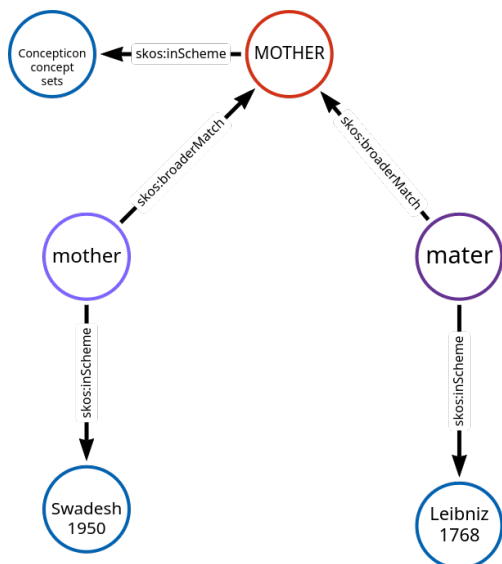 Concepticon
concept
sets
skos:inScheme
MOTHER
skos:broaderMatch
skos:broaderMatch
mother
mater
skos:inScheme
skos:inScheme
Swadesh
1950
Leibniz
1768